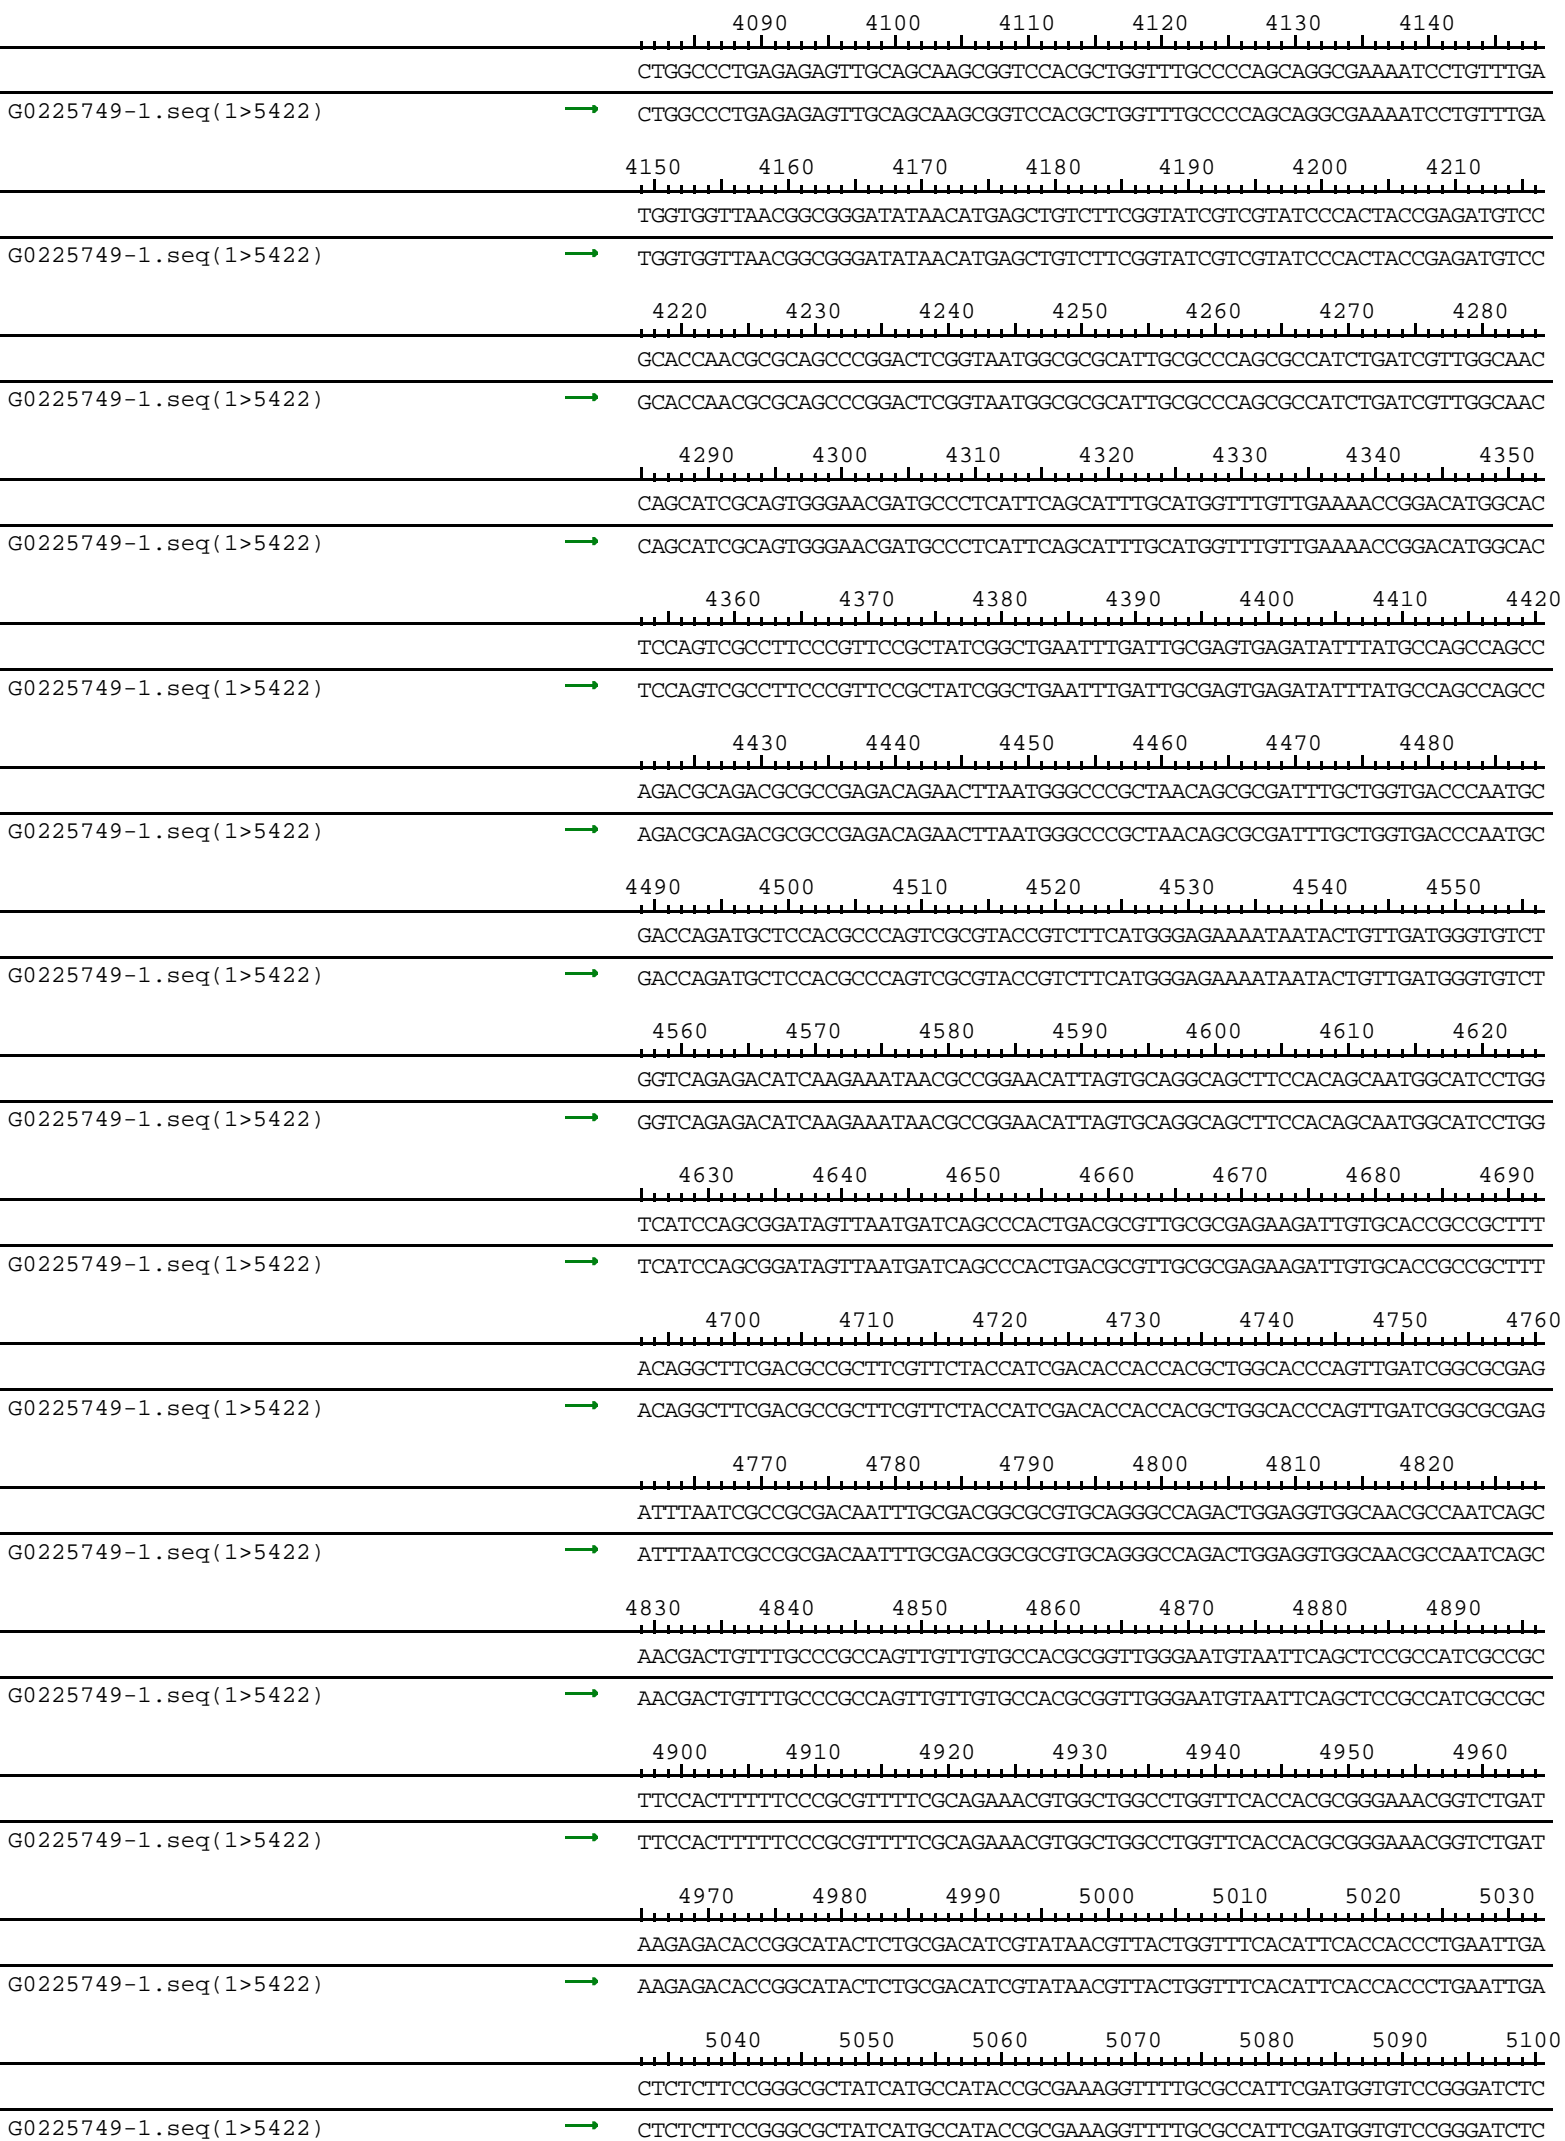 4090 4100 4110 4120 4130 4140
CTGGCCCTGAGAGAGTTGCAGCAAGCGGTCCACGCTGGTTTGCCCCAGCAGGCGAAAATCCTGTTTGA
G0225749-1.seq(1>5422) → CTGGCCCTGAGAGAGTTGCAGCAAGCGGTCCACGCTGGTTTGCCCCAGCAGGCGAAAATCCTGTTTGA
4150 4160 4170 4180 4190 4200 4210
TGGTGGTTAACGGCGGGATATAACATGAGCTGTCTTCGGTATCGTCGTATCCCACTACCGAGATGTCC
G0225749-1.seq(1>5422) → TGGTGGTTAACGGCGGGATATAACATGAGCTGTCTTCGGTATCGTCGTATCCCACTACCGAGATGTCC
4220 4230 4240 4250 4260 4270 4280
GCACCAACGCGCAGCCCGGACTCGGTAATGGCGCGCATTGCGCCCAGCGCCATCTGATCGTTGGCAAC
G0225749-1.seq(1>5422) → GCACCAACGCGCAGCCCGGACTCGGTAATGGCGCGCATTGCGCCCAGCGCCATCTGATCGTTGGCAAC
4290 4300 4310 4320 4330 4340 4350
CAGCATCGCAGTGGGAACGATGCCCTCATTCAGCATTTGCATGGTTTGTTGAAAACCGGACATGGCAC
G0225749-1.seq(1>5422) → CAGCATCGCAGTGGGAACGATGCCCTCATTCAGCATTTGCATGGTTTGTTGAAAACCGGACATGGCAC
4360 4370 4380 4390 4400 4410 4420
TCCAGTCGCCTTCCCGTTCCGCTATCGGCTGAATTTGATTGCGAGTGAGATATTTATGCCAGCCAGCC
G0225749-1.seq(1>5422) → TCCAGTCGCCTTCCCGTTCCGCTATCGGCTGAATTTGATTGCGAGTGAGATATTTATGCCAGCCAGCC
4430 4440 4450 4460 4470 4480
AGACGCAGACGCGCCGAGACAGAACTTAATGGGCCCGCTAACAGCGCGATTTGCTGGTGACCCAATGC
G0225749-1.seq(1>5422) → AGACGCAGACGCGCCGAGACAGAACTTAATGGGCCCGCTAACAGCGCGATTTGCTGGTGACCCAATGC
4490 4500 4510 4520 4530 4540 4550
GACCAGATGCTCCACGCCCAGTCGCGTACCGTCTTCATGGGAGAAAATAATACTGTTGATGGGTGTCT
G0225749-1.seq(1>5422) → GACCAGATGCTCCACGCCCAGTCGCGTACCGTCTTCATGGGAGAAAATAATACTGTTGATGGGTGTCT
4560 4570 4580 4590 4600 4610 4620
GGTCAGAGACATCAAGAAATAACGCCGGAACATTAGTGCAGGCAGCTTCCACAGCAATGGCATCCTGG
G0225749-1.seq(1>5422) → GGTCAGAGACATCAAGAAATAACGCCGGAACATTAGTGCAGGCAGCTTCCACAGCAATGGCATCCTGG
4630 4640 4650 4660 4670 4680 4690
TCATCCAGCGGATAGTTAATGATCAGCCCACTGACGCGTTGCGCGAGAAGATTGTGCACCGCCGCTTT
G0225749-1.seq(1>5422) → TCATCCAGCGGATAGTTAATGATCAGCCCACTGACGCGTTGCGCGAGAAGATTGTGCACCGCCGCTTT
4700 4710 4720 4730 4740 4750 4760
ACAGGCTTCGACGCCGCTTCGTTCTACCATCGACACCACCACGCTGGCACCCAGTTGATCGGCGCGAG
G0225749-1.seq(1>5422) → ACAGGCTTCGACGCCGCTTCGTTCTACCATCGACACCACCACGCTGGCACCCAGTTGATCGGCGCGAG
4770 4780 4790 4800 4810 4820
ATTTAATCGCCGCGACAATTTGCGACGGCGCGTGCAGGGCCAGACTGGAGGTGGCAACGCCAATCAGC
G0225749-1.seq(1>5422) → ATTTAATCGCCGCGACAATTTGCGACGGCGCGTGCAGGGCCAGACTGGAGGTGGCAACGCCAATCAGC
4830 4840 4850 4860 4870 4880 4890
AACGACTGTTTGCCCGCCAGTTGTTGTGCCACGCGGTTGGGAATGTAATTCAGCTCCGCCATCGCCGC
G0225749-1.seq(1>5422) → AACGACTGTTTGCCCGCCAGTTGTTGTGCCACGCGGTTGGGAATGTAATTCAGCTCCGCCATCGCCGC
4900 4910 4920 4930 4940 4950 4960
TTCCACTTTTTCCCGCGTTTTCGCAGAAACGTGGCTGGCCTGGTTCACCACGCGGGAAACGGTCTGAT
G0225749-1.seq(1>5422) → TTCCACTTTTTCCCGCGTTTTCGCAGAAACGTGGCTGGCCTGGTTCACCACGCGGGAAACGGTCTGAT
4970 4980 4990 5000 5010 5020 5030
AAGAGACACCGGCATACTCTGCGACATCGTATAACGTTACTGGTTTCACATTCACCACCCTGAATTGA
G0225749-1.seq(1>5422) → AAGAGACACCGGCATACTCTGCGACATCGTATAACGTTACTGGTTTCACATTCACCACCCTGAATTGA
5040 5050 5060 5070 5080 5090 5100
CTCTCTTCCGGGCGCTATCATGCCATACCGCGAAAGGTTTTGCGCCATTCGATGGTGTCCGGGATCTC
G0225749-1.seq(1>5422) → CTCTCTTCCGGGCGCTATCATGCCATACCGCGAAAGGTTTTGCGCCATTCGATGGTGTCCGGGATCTC